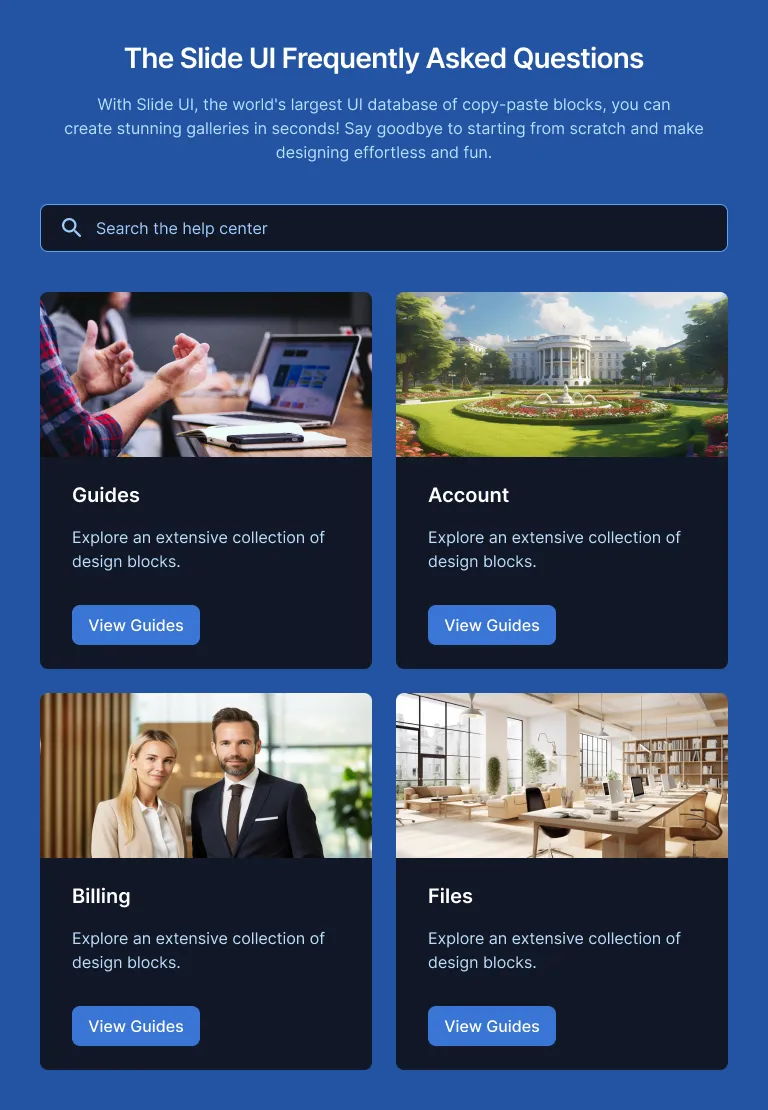 The Slide UI Frequently Asked Questions
With Slide UI, the world's largest UI database of copy-paste blocks, you can
create stunning galleries in seconds! Say goodbye to starting from scratch and make
designing effortless and fun.
Search the help center
Guides
Explore an extensive collection of
design blocks.
View Guides
Account
Explore an extensive collection of
design blocks.
View Guides
Billing
Explore an extensive collection of
design blocks.
View Guides
Files
Explore an extensive collection of
design blocks.
View Guides